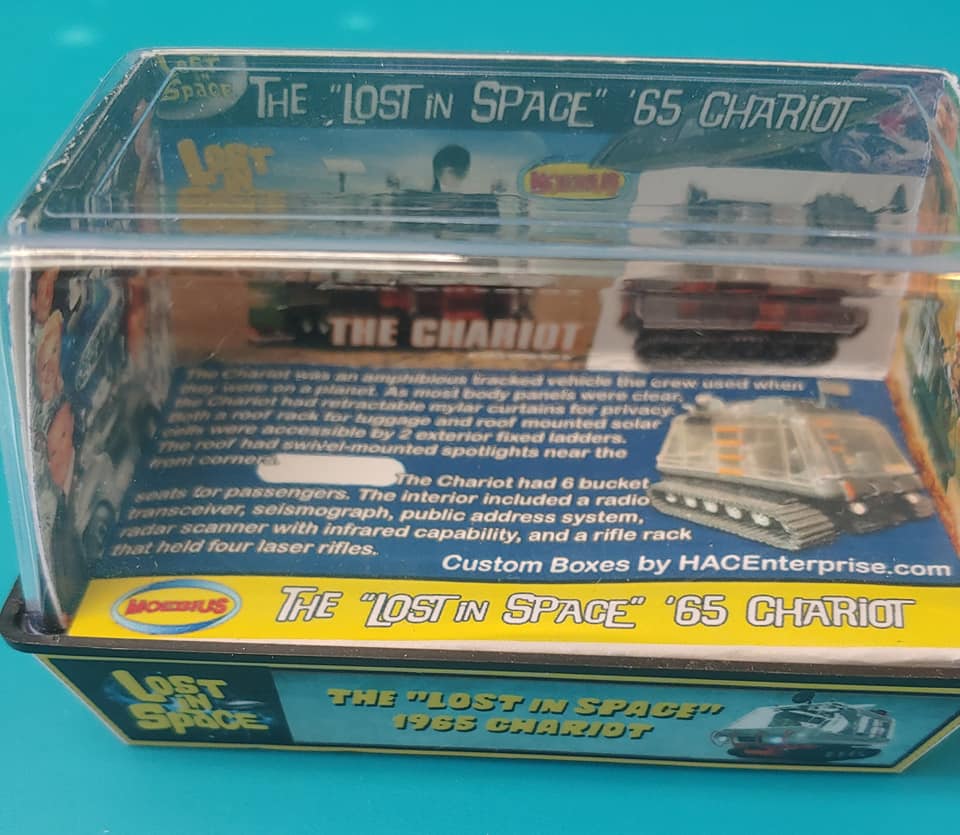 LOST
IN
SPACE
THE "LOST IN SPACE" '65 CHARIOT
LOST
IN
MOEBIUS
THE CHARIOT
The Chariot was an amphibious tracked vehicle the crew used when
they were on a planet. As most body panels were clear,
the Chariot had retractable mylar curtains for privacy.
Both a roof rack for luggage and roof mounted solar
cells were accessible by 2 exterior fixed ladders.
The roof had swivel-mounted spotlights near the
front corners.
The Chariot had 6 bucket
seats for passengers. The interior included a radio
transceiver, seismograph, public address system,
radar scanner with infrared capability, and a rifle rack
that held four laser rifles.
Custom Boxes by HACEnterprise.com
MOEBIUS
THE "LOST IN SPACE" '65 CHARIOT
LOST
IN
SPACE
THE "LOST IN SPACE"
1965 CHARIOT